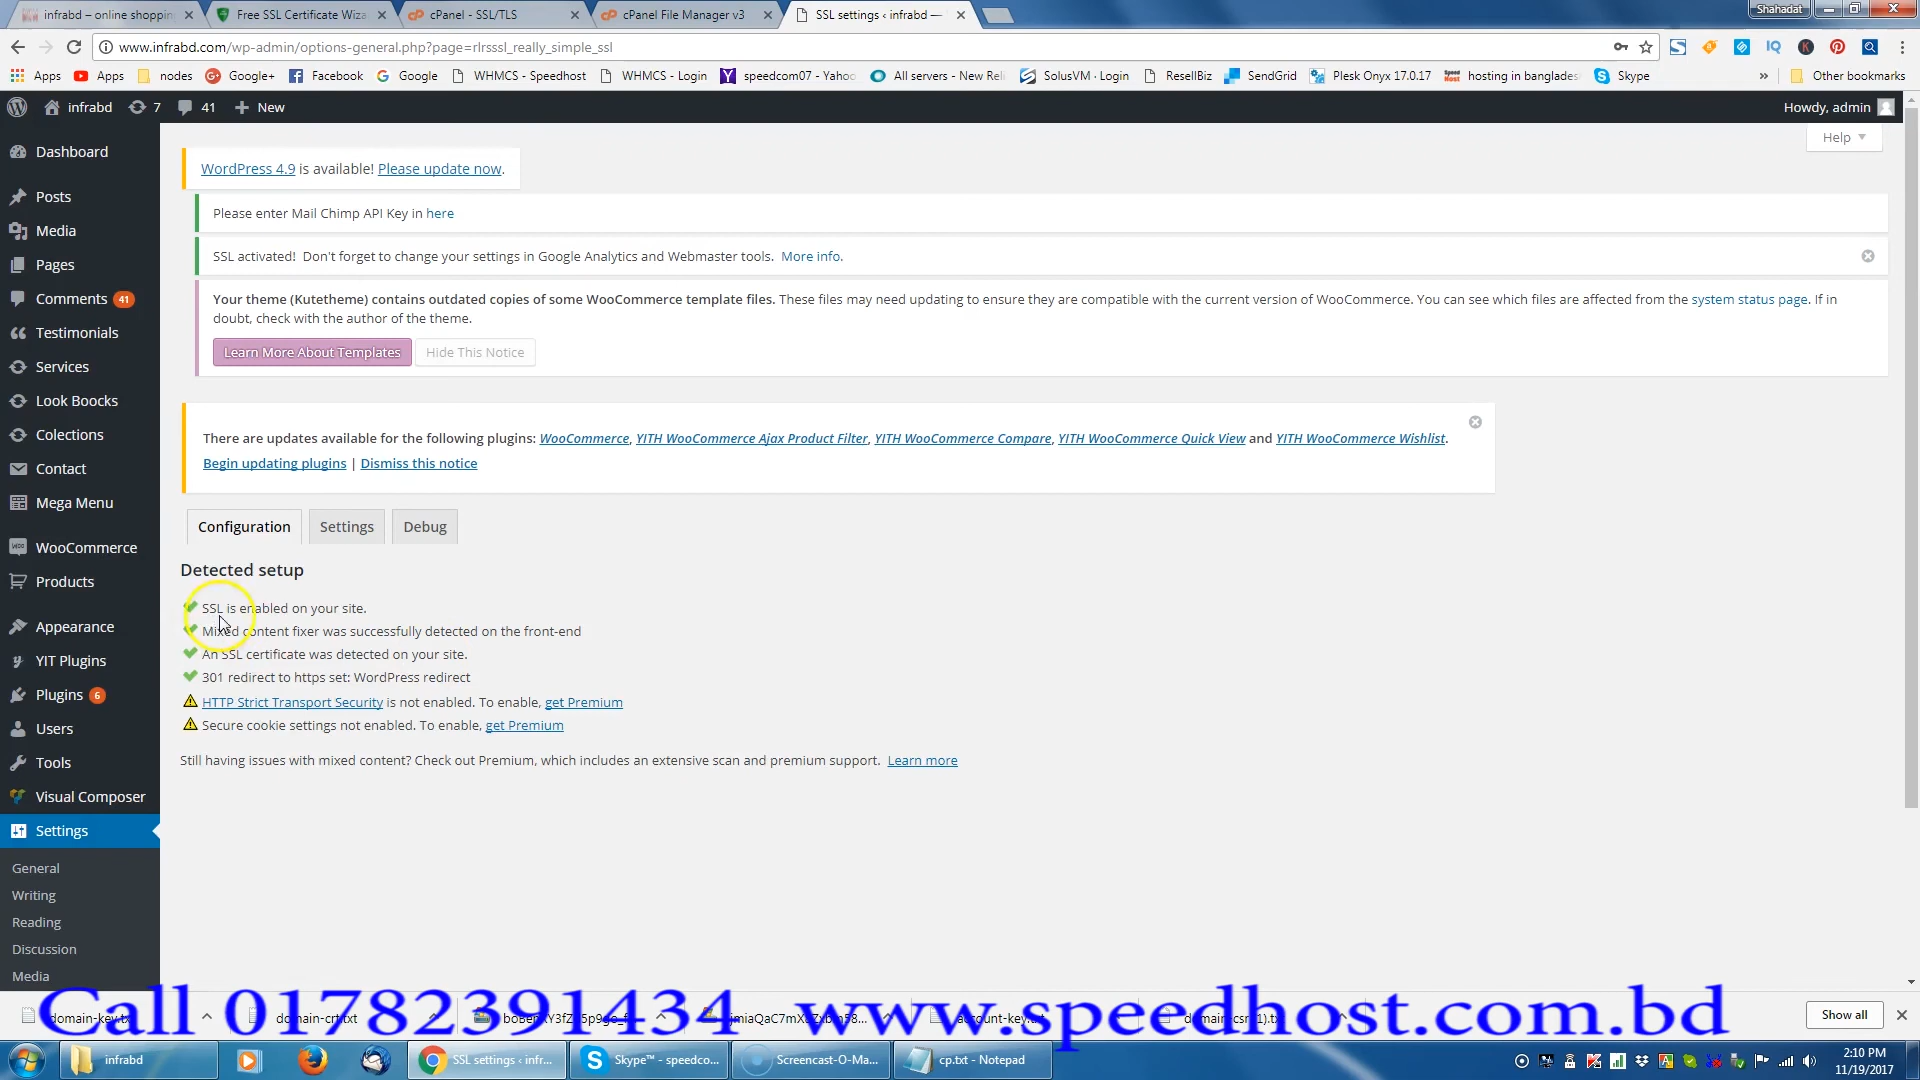 infrabd – online shopping
Free SSL Certificate Wiza
cPanel - SSL/TLS
cPanel File Manager v3
SSL settings ‹ infrabd —
Shahadat
www.infrabd.com/wp-admin/options-general.php?page=rlrsssl_really_simple_ssl
Apps
Apps
nodes
Google+
Facebook
Google
WHMCS - Speedhost
WHMCS - Login
speedcom07 - Yahoo
All servers - New Reli
SolusVM · Login
ResellBiz
SendGrid
Plesk Onyx 17.0.17
hosting in banglades
Skype
»
Other bookmarks
infrabd
7
41
New
Howdy, admin
Help
Dashboard
Posts
Media
Pages
Comments 41
Testimonials
Services
Look Boocks
Colections
Contact
Mega Menu
WooCommerce
Products
Appearance
YIT Plugins
Plugins 6
Users
Tools
Visual Composer
Settings
General
Writing
Reading
Discussion
Media
WordPress 4.9 is available! Please update now.
Please enter Mail Chimp API Key in here
SSL activated! Don't forget to change your settings in Google Analytics and Webmaster tools. More info.
Your theme (Kutetheme) contains outdated copies of some WooCommerce template files. These files may need updating to ensure they are compatible with the current version of WooCommerce. You can see which files are affected from the system status page. If in
doubt, check with the author of the theme.
Learn More About Templates
Hide This Notice
There are updates available for the following plugins: WooCommerce, YITH WooCommerce Ajax Product Filter, YITH WooCommerce Compare, YITH WooCommerce Quick View and YITH WooCommerce Wishlist.
Begin updating plugins | Dismiss this notice
Configuration
Settings
Debug
Detected setup
SSL is enabled on your site.
Mixed content fixer was successfully detected on the front-end
An SSL certificate was detected on your site.
301 redirect to https set: WordPress redirect
HTTP Strict Transport Security is not enabled. To enable, get Premium
Secure cookie settings not enabled. To enable, get Premium
Still having issues with mixed content? Check out Premium, which includes an extensive scan and premium support. Learn more
Call 01782391434 www.speedhost.com.bd
domain-key.txt
domain-crt.txt
account-key.txt
Show all
infrabd
SSL settings ‹ infr...
Skype™ - speedco...
Screencast-O-Ma...
cp.txt - Notepad
2:10 PM
11/19/2017